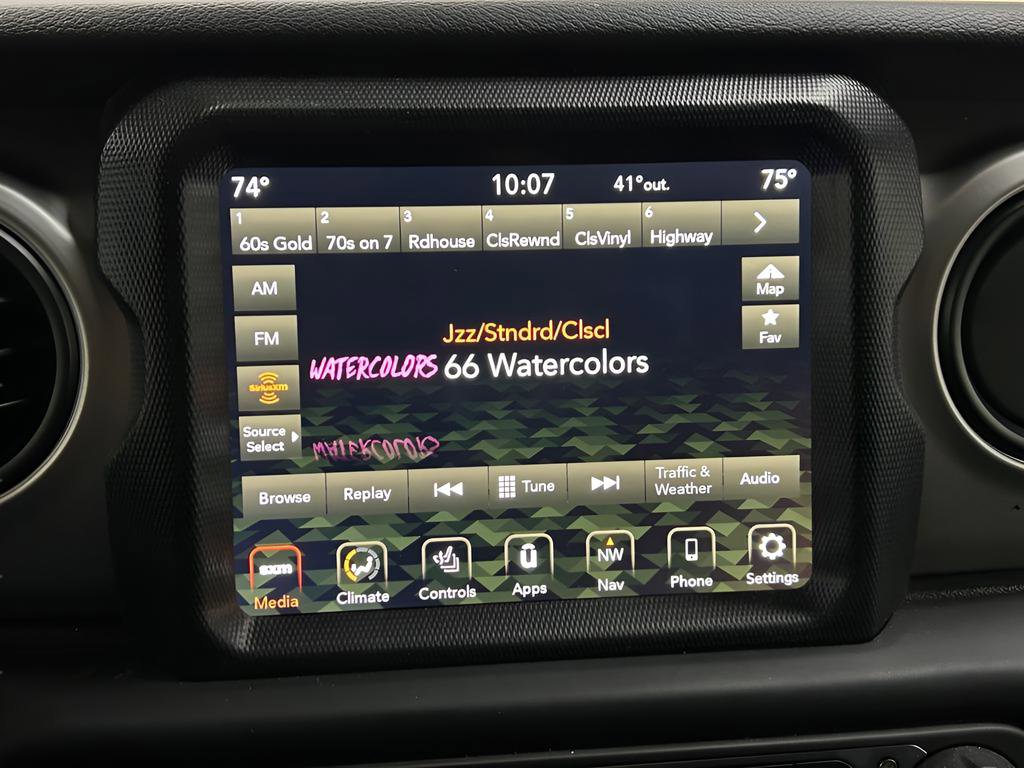 74° 10:07 41°out. 75°
1 2 3 4 5 6
60s Gold 70s on 7 Rdhouse ClsRewnd ClsVinyl Highway
AM
Map
FM
Fav
Jzz/Stndrd/Clscl
WATERCOLORS 66 Watercolors
SiriusXM
Source
Select
WATERCOLORS
Browse Replay Tune Traffic &
Weather Audio
sxm NW
Media Climate Controls Apps Nav Phone Settings